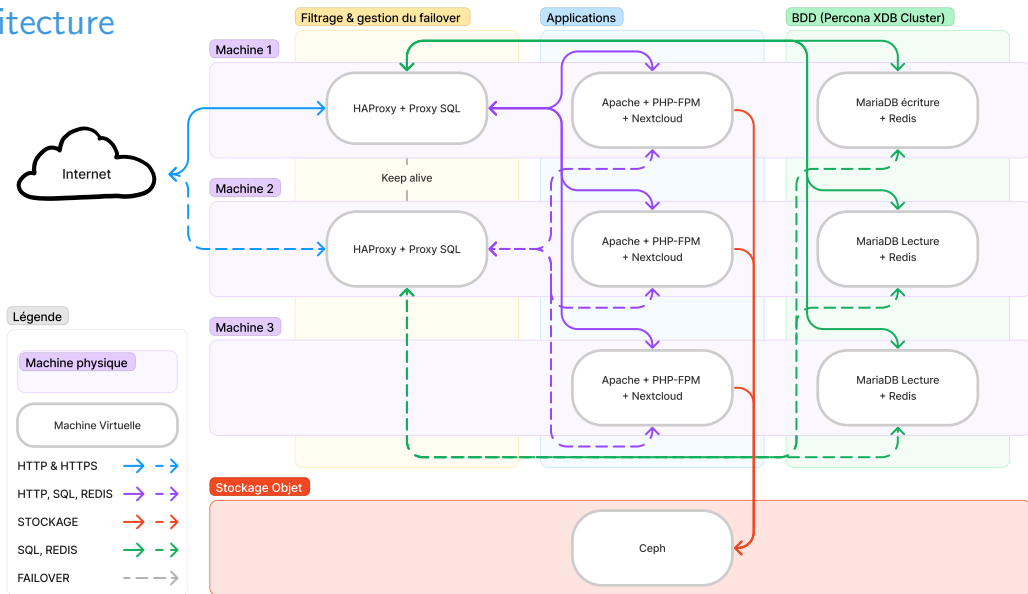 itecture
Filtrage & gestion du failover
Applications
BDD (Percona XDB Cluster)
Machine 1
HAProxy + Proxy SQL
Apache + PHP-FPM
+ Nextcloud
MariaDB écriture
+ Redis
Internet
Keep alive
Machine 2
HAProxy + Proxy SQL
Apache + PHP-FPM
+ Nextcloud
MariaDB Lecture
+ Redis
Machine 3
Apache + PHP-FPM
+ Nextcloud
MariaDB Lecture
+ Redis
Légende
Machine physique
Machine Virtuelle
HTTP & HTTPS
HTTP, SQL, REDIS
STOCKAGE
SQL, REDIS
FAILOVER
Stockage Objet
Ceph